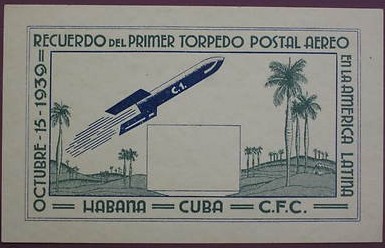 RECUERDO DEL PRIMER TORPEDO POSTAL AEREO
EN LA AMERICA LATINA
OCTUBRE-15-1939
C.1.
HABANA — CUBA — C.F.C.